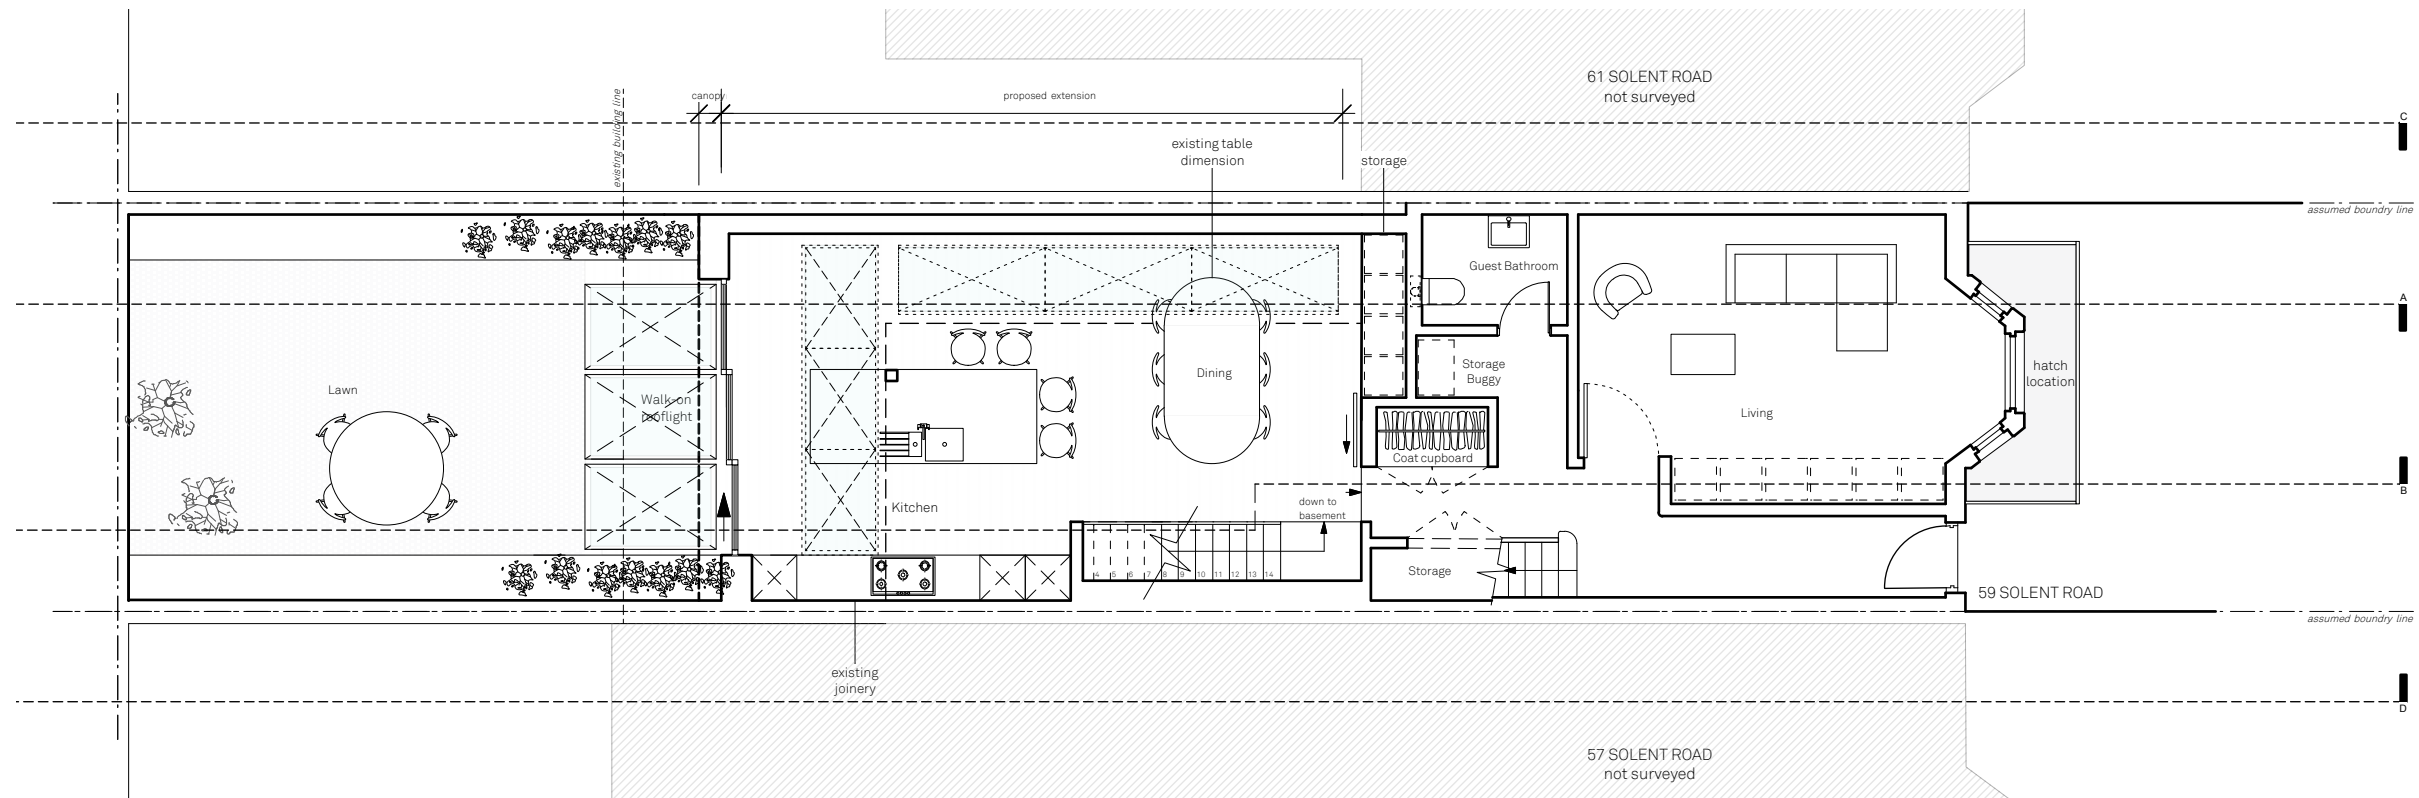 61 SOLENT ROAD
not surveyed
canopy
proposed extension
existing building line
C
existing table
dimension
storage
assumed boundry line
Guest Bathroom
A
Storage
Buggy
hatch
location
Dining
Lawn
Walk-on
rooflight
Living
Coat cupboard
B
Kitchen
down to
basement
Storage
4 5 6 7 8 9 10 11 12 13 14
59 SOLENT ROAD
assumed boundry line
existing
joinery
D
57 SOLENT ROAD
not surveyed